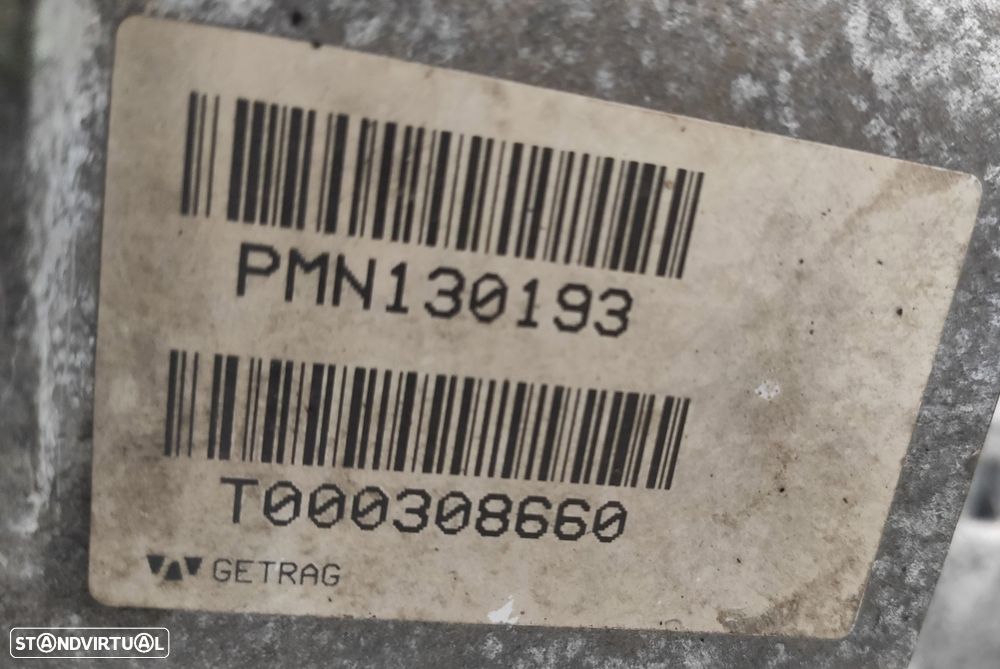 PMN130193
T000308660
GETRAG
STANDVIRTUAL